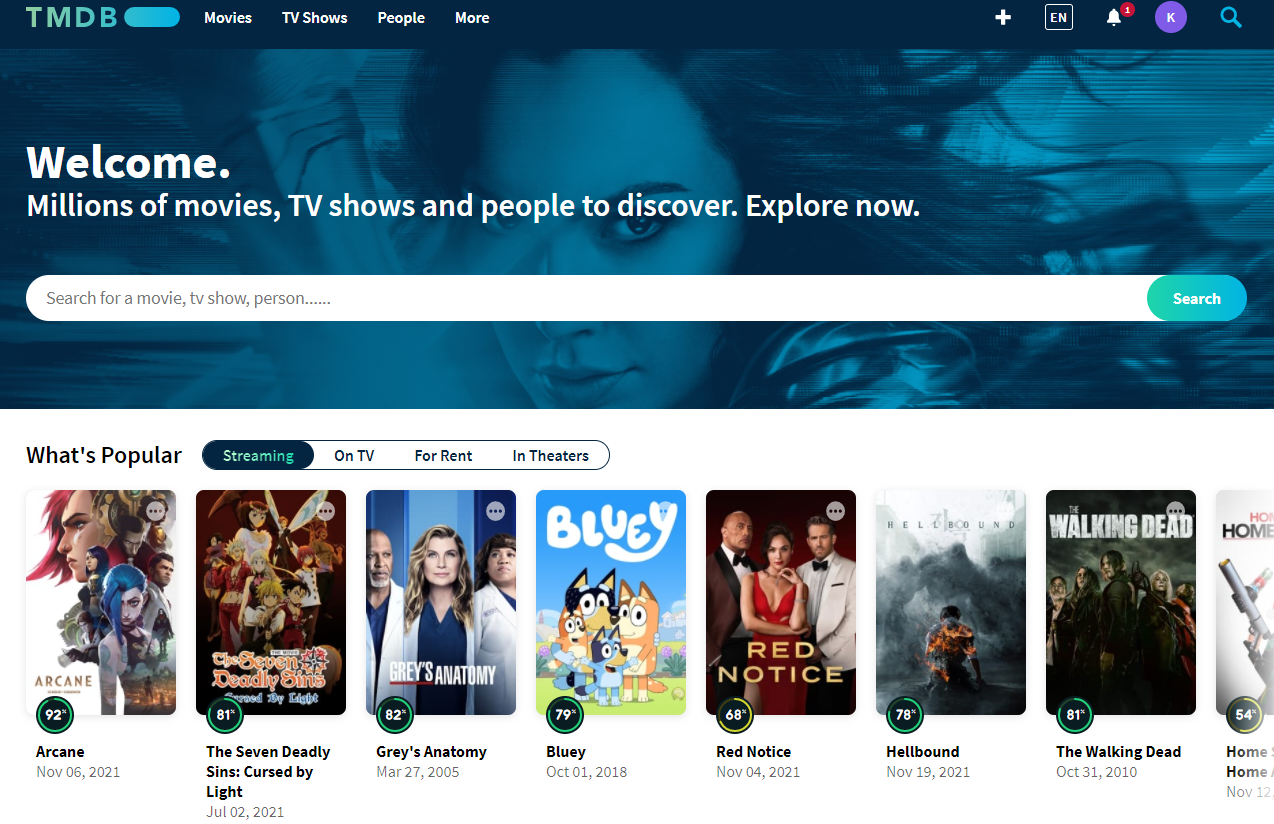 TMDB
Movies TV Shows People More
EN
1
K
Welcome.
Millions of movies, TV shows and people to discover. Explore now.
Search for a movie, tv show, person......
Search
What's Popular
Streaming On TV For Rent In Theaters
ARCANE
THE MOVIE
The Seven
Deadly Sins
Cursed By Light
GREY'S ANATOMY
BLUEY
RED
NOTICE
HELLBOUND
THE
WALKING DEAD
HOME
92% 81% 82% 79% 68% 78% 81% 54%
Arcane
Nov 06, 2021
The Seven Deadly
Sins: Cursed by
Light
Jul 02, 2021
Grey's Anatomy
Mar 27, 2005
Bluey
Oct 01, 2018
Red Notice
Nov 04, 2021
Hellbound
Nov 19, 2021
The Walking Dead
Oct 31, 2010
Home
Home
Nov 12,